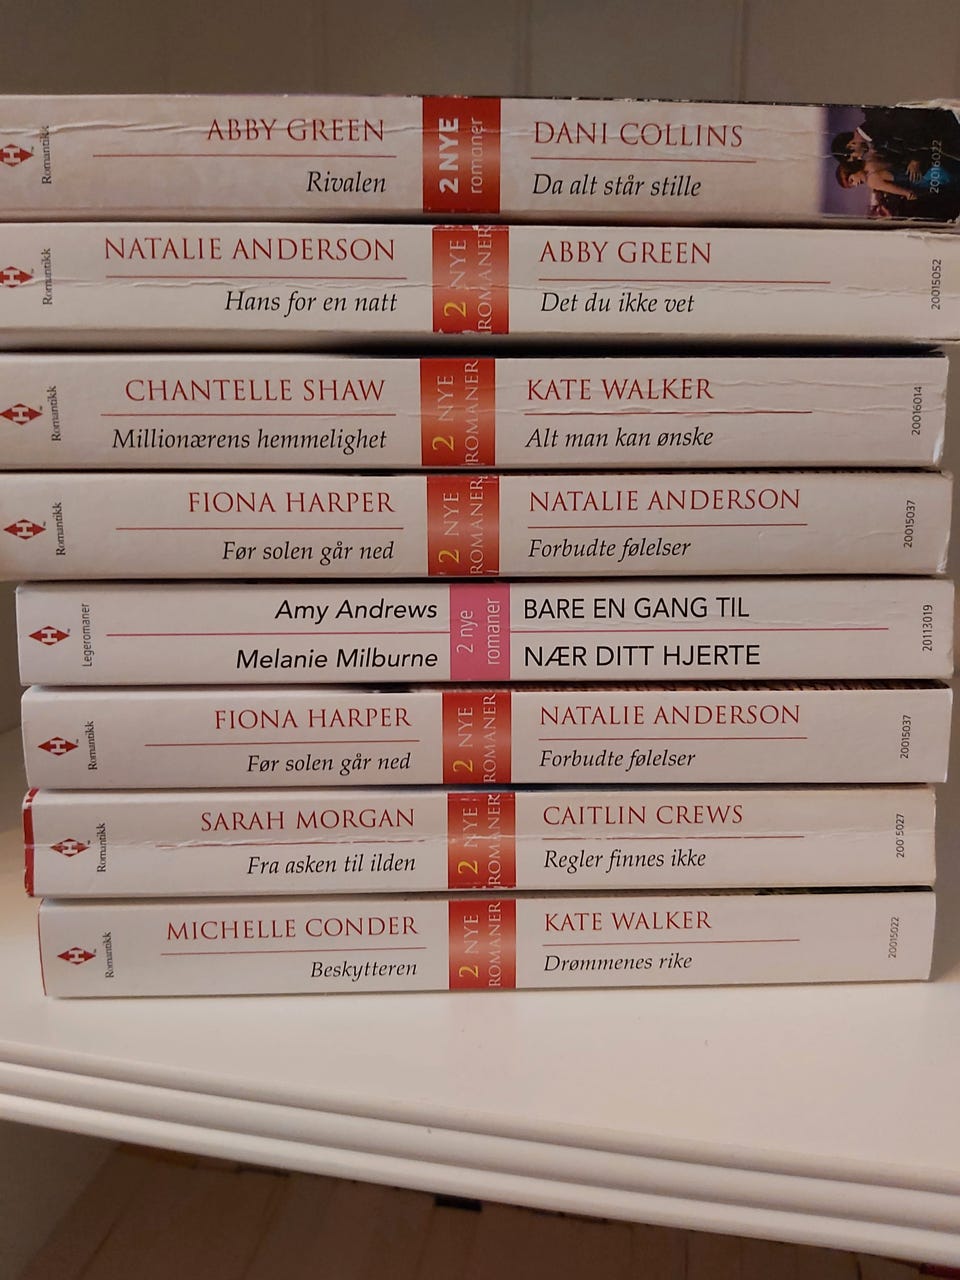 H
Romantikk
ABBY GREEN
Rivalen
2 NYE
romaner
DANI COLLINS
Da alt står stille
20016022
H
Romantikk
NATALIE ANDERSON
Hans for en natt
2 NYE
ROMANER
ABBY GREEN
Det du ikke vet
20015052
H
Romantikk
CHANTELLE SHAW
Millionærens hemmelighet
2 NYE
ROMANER
KATE WALKER
Alt man kan ønske
20016014
H
Romantikk
FIONA HARPER
Før solen går ned
2 NYE
ROMANER
NATALIE ANDERSON
Forbudte følelser
20015037
H
Legeromaner
Amy Andrews
Melanie Milburne
2 nye
romaner
BARE EN GANG TIL
NÆR DITT HJERTE
20113019
H
Romantikk
FIONA HARPER
Før solen går ned
2 NYE
ROMANER
NATALIE ANDERSON
Forbudte følelser
20015037
H
Romantikk
SARAH MORGAN
Fra asken til ilden
2 NYE
ROMANER
CAITLIN CREWS
Regler finnes ikke
20015027
H
Romantikk
MICHELLE CONDER
Beskytteren
2 NYE
ROMANER
KATE WALKER
Drømmenes rike
20015022